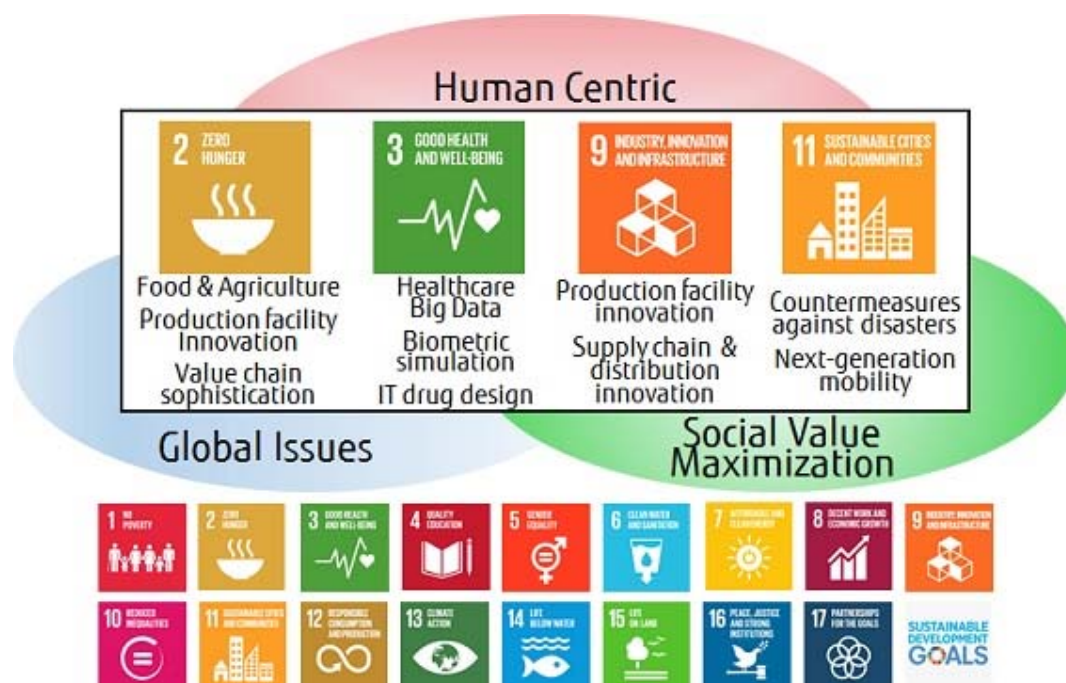 Human Centric
2 ZERO
HUNGER
3 GOOD HEALTH
AND WELL-BEING
9 INDUSTRY, INNOVATION
AND INFRASTRUCTURE
11 SUSTAINABLE CITIES
AND COMMUNITIES
Food & Agriculture
Production facility
Innovation
Value chain
sophistication
Healthcare
Big Data
Biometric
simulation
IT drug design
Production facility
innovation
Supply chain &
distribution
innovation
Countermeasures
against disasters
Next-generation
mobility
Global Issues
Social Value
Maximization
1 NO
POVERTY
2 ZERO
HUNGER
3 GOOD HEALTH
AND WELL-BEING
4 QUALITY
EDUCATION
5 GENDER
EQUALITY
6 CLEAN WATER
AND SANITATION
7 AFFORDABLE AND
CLEAN ENERGY
8 DECENT WORK AND
ECONOMIC GROWTH
9 INDUSTRY, INNOVATION
AND INFRASTRUCTURE
10 REDUCED
INEQUALITIES
11 SUSTAINABLE CITIES
AND COMMUNITIES
12 RESPONSIBLE
CONSUMPTION
AND PRODUCTION
13 CLIMATE
ACTION
14 LIFE
BELOW WATER
15 LIFE
ON LAND
16 PEACE, JUSTICE
AND STRONG
INSTITUTIONS
17 PARTNERSHIPS
FOR THE GOALS
SUSTAINABLE
DEVELOPMENT
GOALS